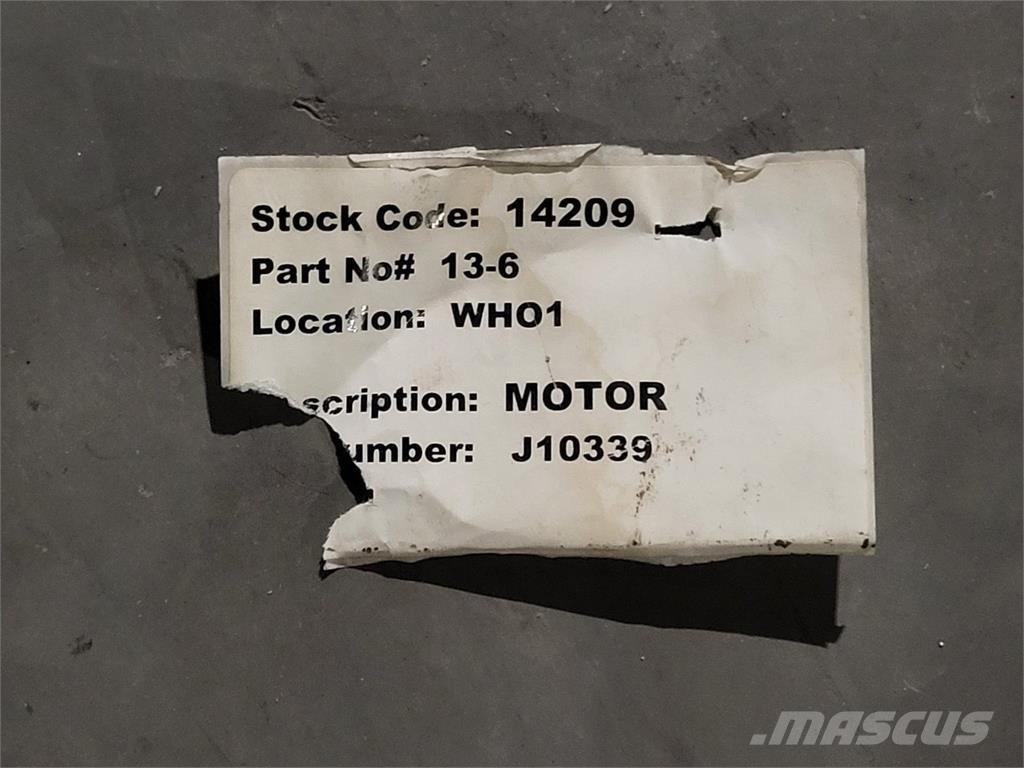 Stock Code: 14209
Part No# 13-6
Location: WHO1
scription: MOTOR
umber: J10339
MASCUS